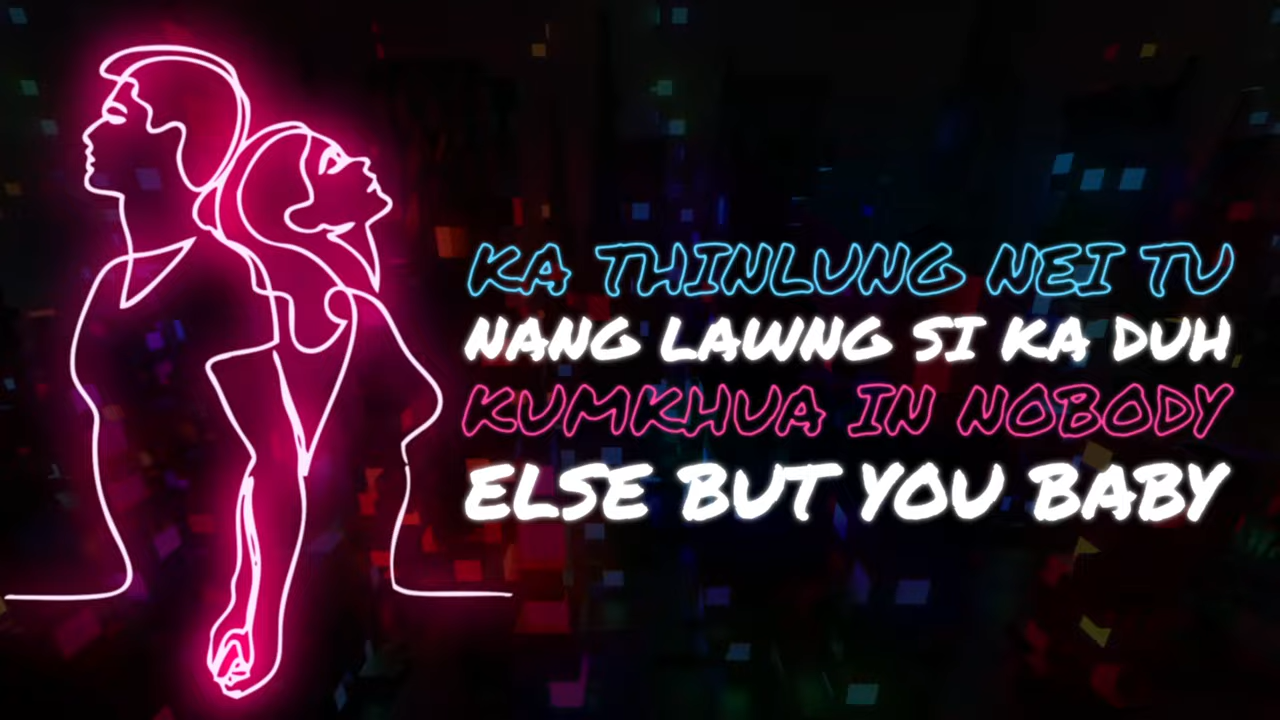 KA THINLUNG NEI TU
NANG LAWNG SI KA DUH
KUMKHUA IN NOBODY
ELSE BUT YOU BABY